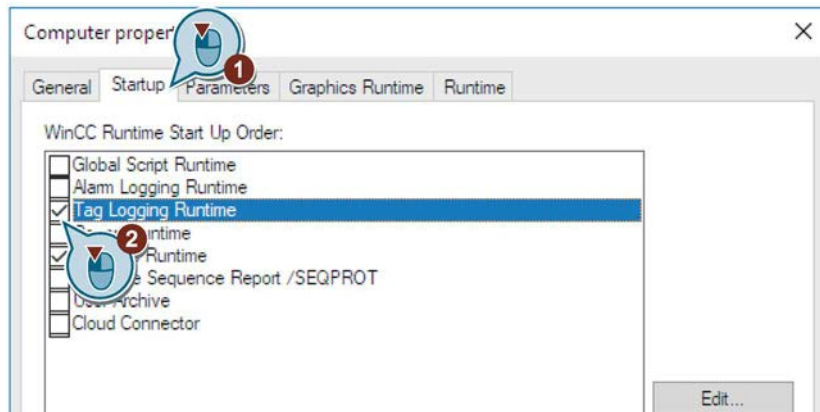 Computer proper
1
General Startup Parameters Graphics Runtime Runtime
WinCC Runtime Start Up Order:
Global Script Runtime
Alarm Logging Runtime
Tag Logging Runtime
2
Runtime
Sequence Report /SEQPROT
User Archive
Cloud Connector
Edit...